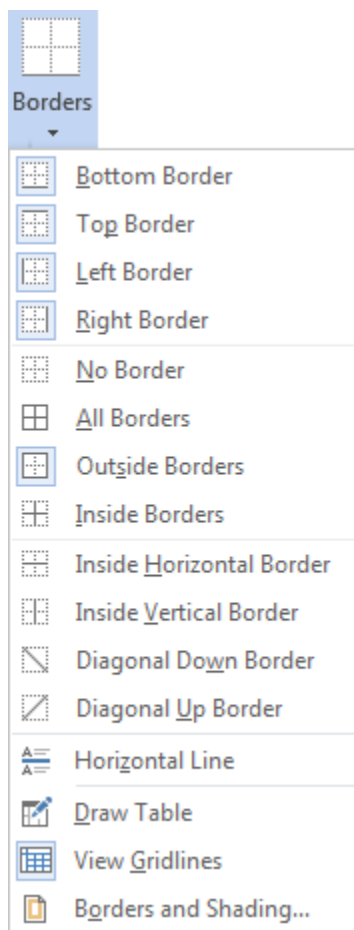 Borders
Bottom Border
Top Border
Left Border
Right Border
No Border
All Borders
Outside Borders
Inside Borders
Inside Horizontal Border
Inside Vertical Border
Diagonal Down Border
Diagonal Up Border
Horizontal Line
Draw Table
View Gridlines
Borders and Shading...